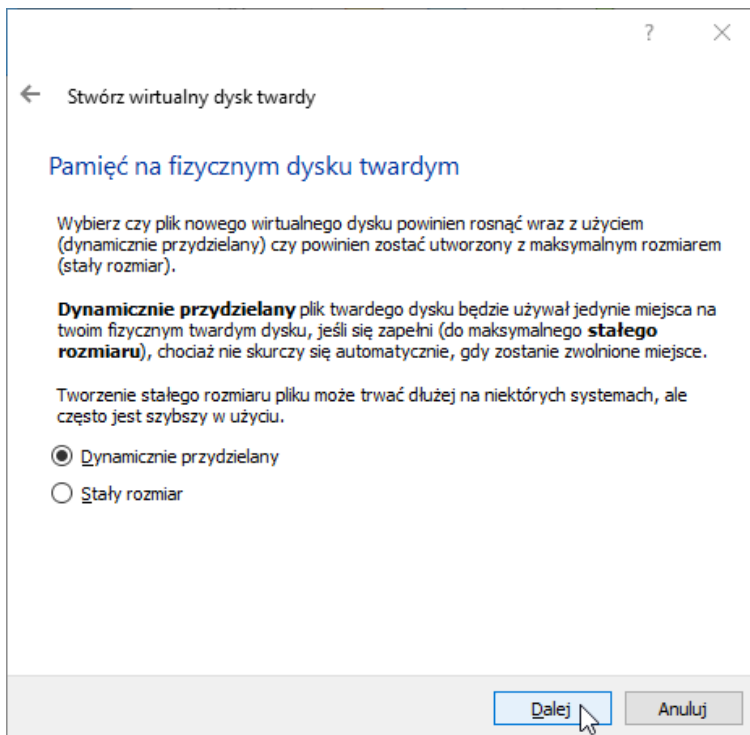 ?
Stwórz wirtualny dysk twardy
Pamięć na fizycznym dysku twardym
Wybierz czy plik nowego wirtualnego dysku powinien rosnąć wraz z użyciem
(dynamicznie przydzielany) czy powinien zostać utworzony z maksymalnym rozmiarem
(stały rozmiar).
Dynamicznie przydzielany plik twardego dysku będzie używał jedynie miejsca na
twoim fizycznym twardym dysku, jeśli się zapełni (do maksymalnego stałego
rozmiaru), chociaż nie skurczy się automatycznie, gdy zostanie zwolnione miejsce.
Tworzenie stałego rozmiaru pliku może trwać dłużej na niektórych systemach, ale
często jest szybszy w użyciu.
Dynamicznie przydzielany
Stały rozmiar
Dalej
Anuluj